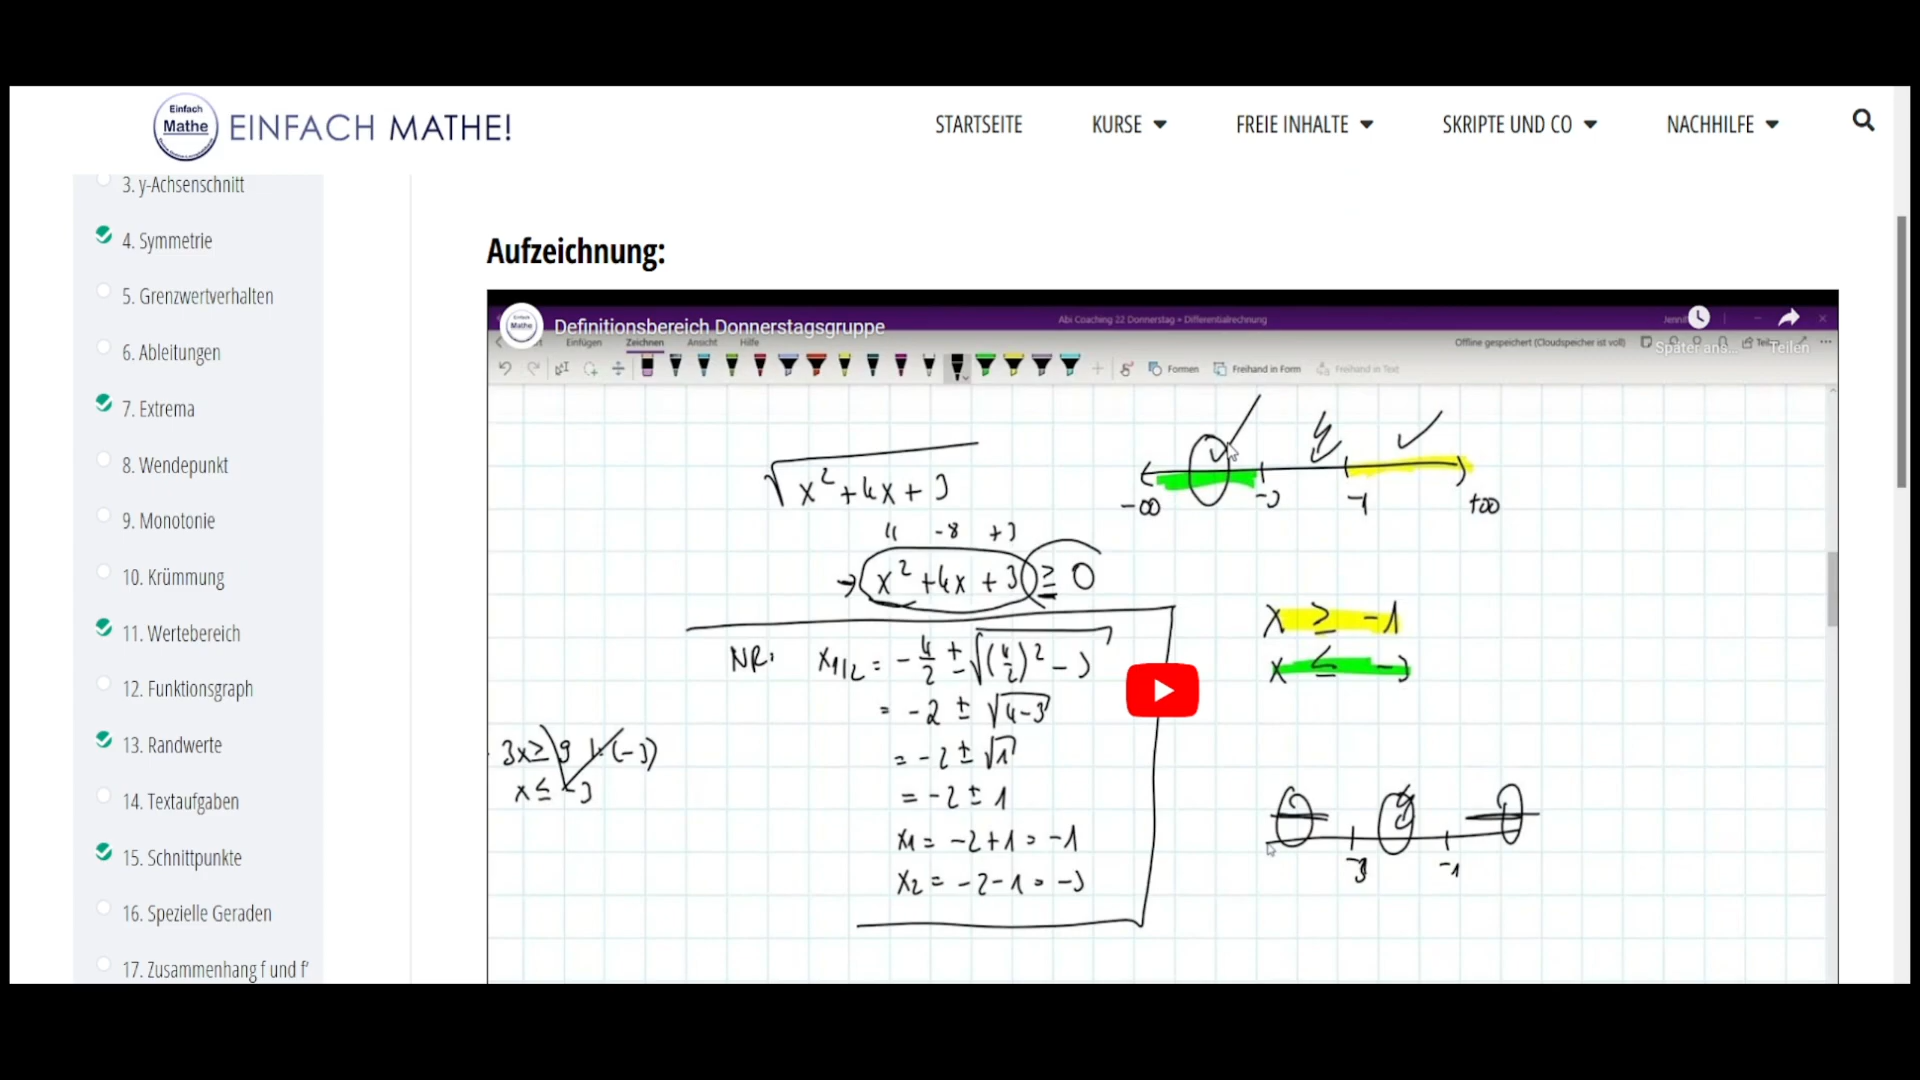 Einfach
Mathe
EINFACH MATHE!
STARTSEITE
KURSE
FREIE INHALTE
SKRIPTE UND CO
NACHHILFE
3. y-Achsenschnitt
4. Symmetrie
5. Grenzwertverhalten
6. Ableitungen
7. Extrema
8. Wendepunkt
9. Monotonie
10. Krümmung
11. Wertebereich
12. Funktionsgraph
13. Randwerte
14. Textaufgaben
15. Schnittpunkte
16. Spezielle Geraden
17. Zusammenhang f und f'
Aufzeichnung:
Einfach
Mathe
Definitionsbereich Donnerstagsgruppe
Abi Coaching 22 Donnerstag – Differentialrechnung
Einfügen
Zeichnen
Ansicht
Hilfe
Offline gespeichert (Cloudspeicher ist voll)
Später ans...
Teilen
Formen
Freihand in Form
Freihand in Text
√x²+4x+3
-8 +3
→ x²+4x+3 ≥ 0
NR: x1/2 = -4/2 ± √(4/2)² - 3
= -2 ± √4-3
= -2 ± √1
= -2 ± 1
x1 = -2+1 = -1
x2 = -2-1 = -3
3x ≥ 9 |:(-3)
x ≤ -3
-∞ -3 -1 +∞
x ≥ -1
x ≤ -3
-3 -1